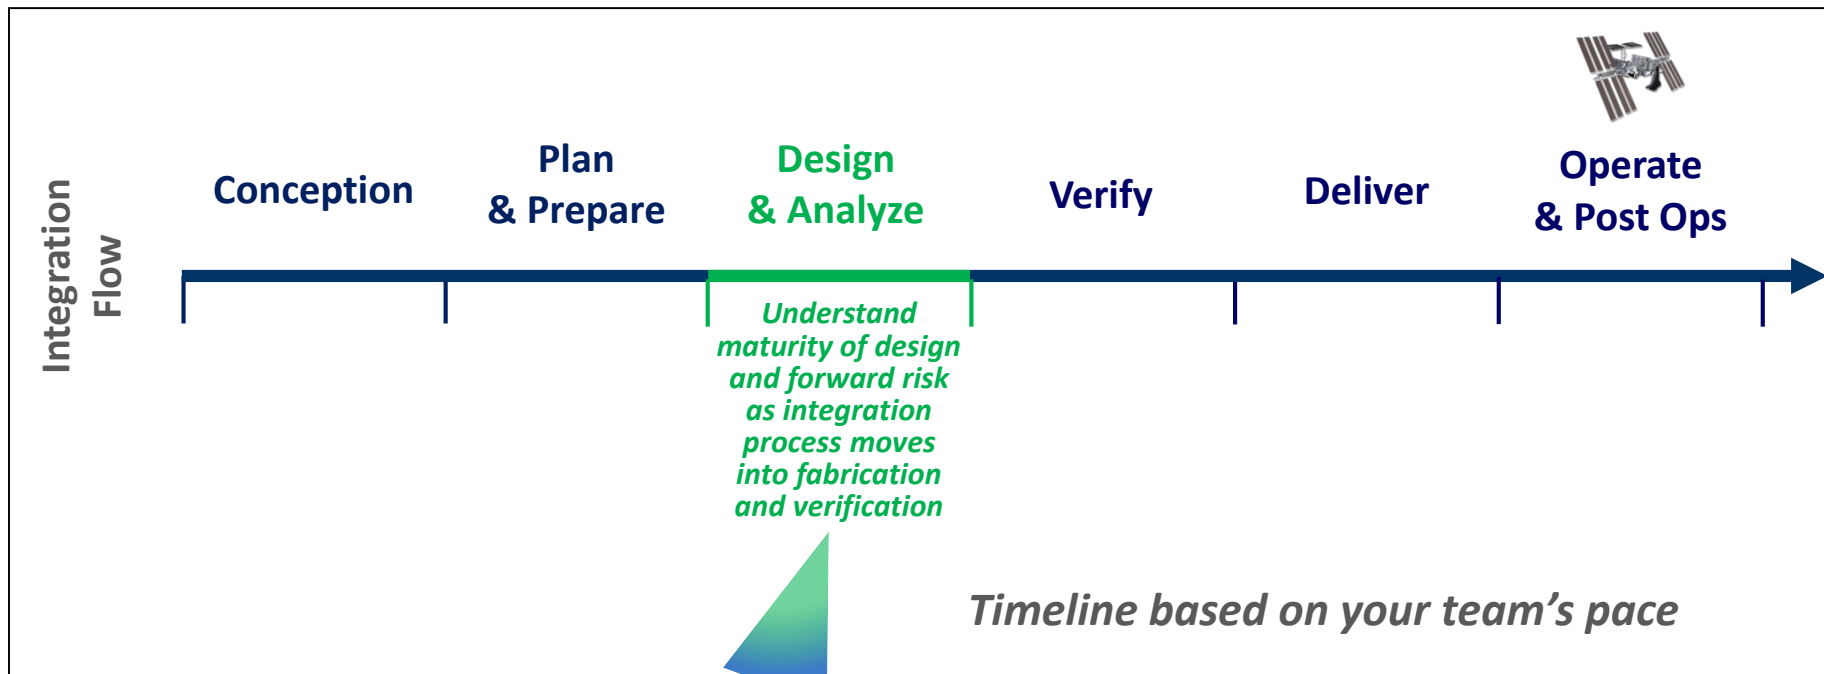 Integration
Flow
Conception
Plan
& Prepare
Design
& Analyze
Verify
Deliver
Operate
& Post Ops
Understand
maturity of design
and forward risk
as integration
process moves
into fabrication
and verification
Timeline based on your team’s pace